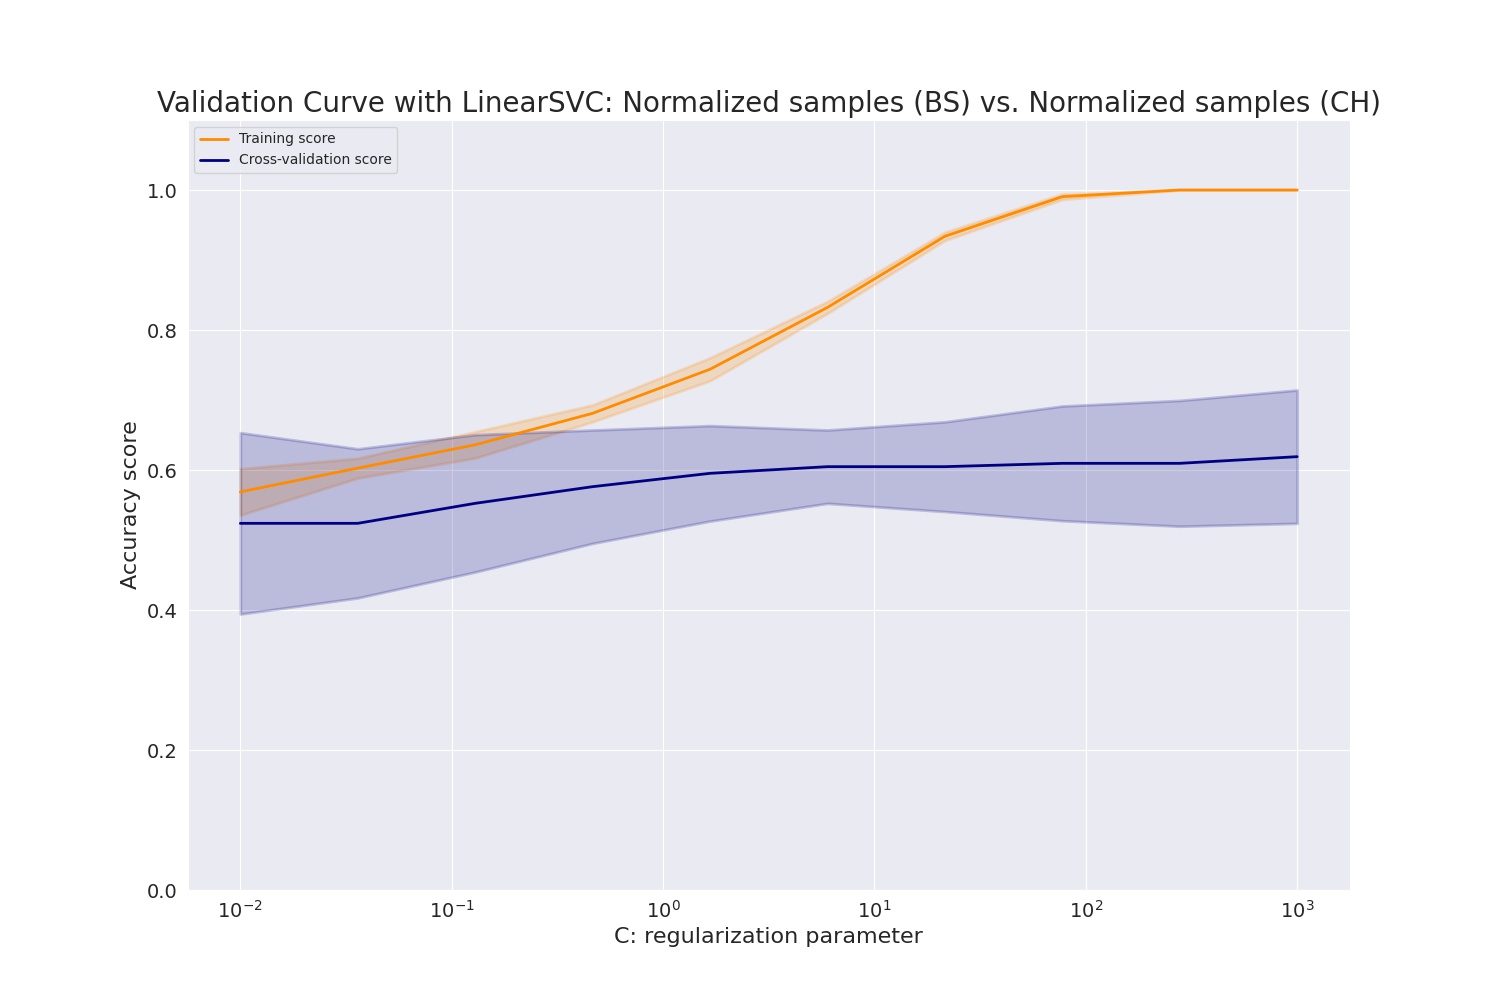 Validation Curve with LinearSVC: Normalized samples (BS) vs. Normalized samples (CH)
Training score
Cross-validation score
1.0
0.8
0.6
0.4
0.2
0.0
Accuracy score
10⁻² 10⁻¹ 10⁰ 10¹ 10² 10³
C: regularization parameter